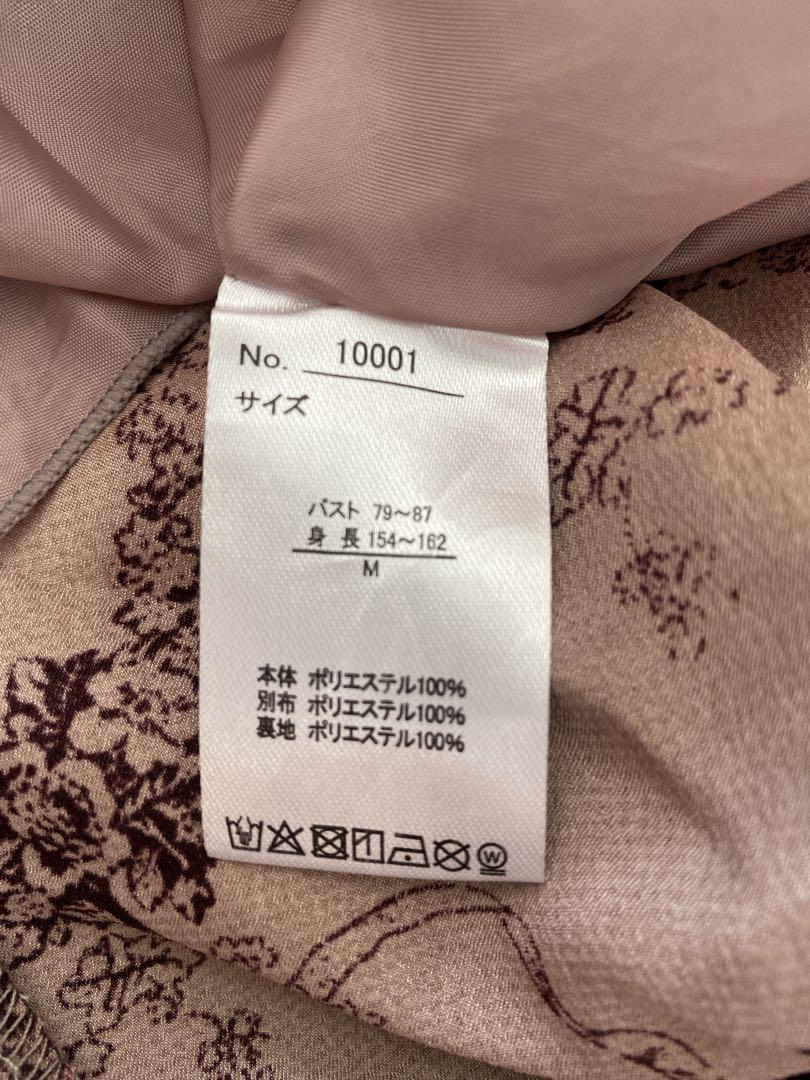 No. 10001
サイズ
バスト 79～87
身 長 154～162
M
本体 ポリエステル100%
別布 ポリエステル100%
裏地 ポリエステル100%
W